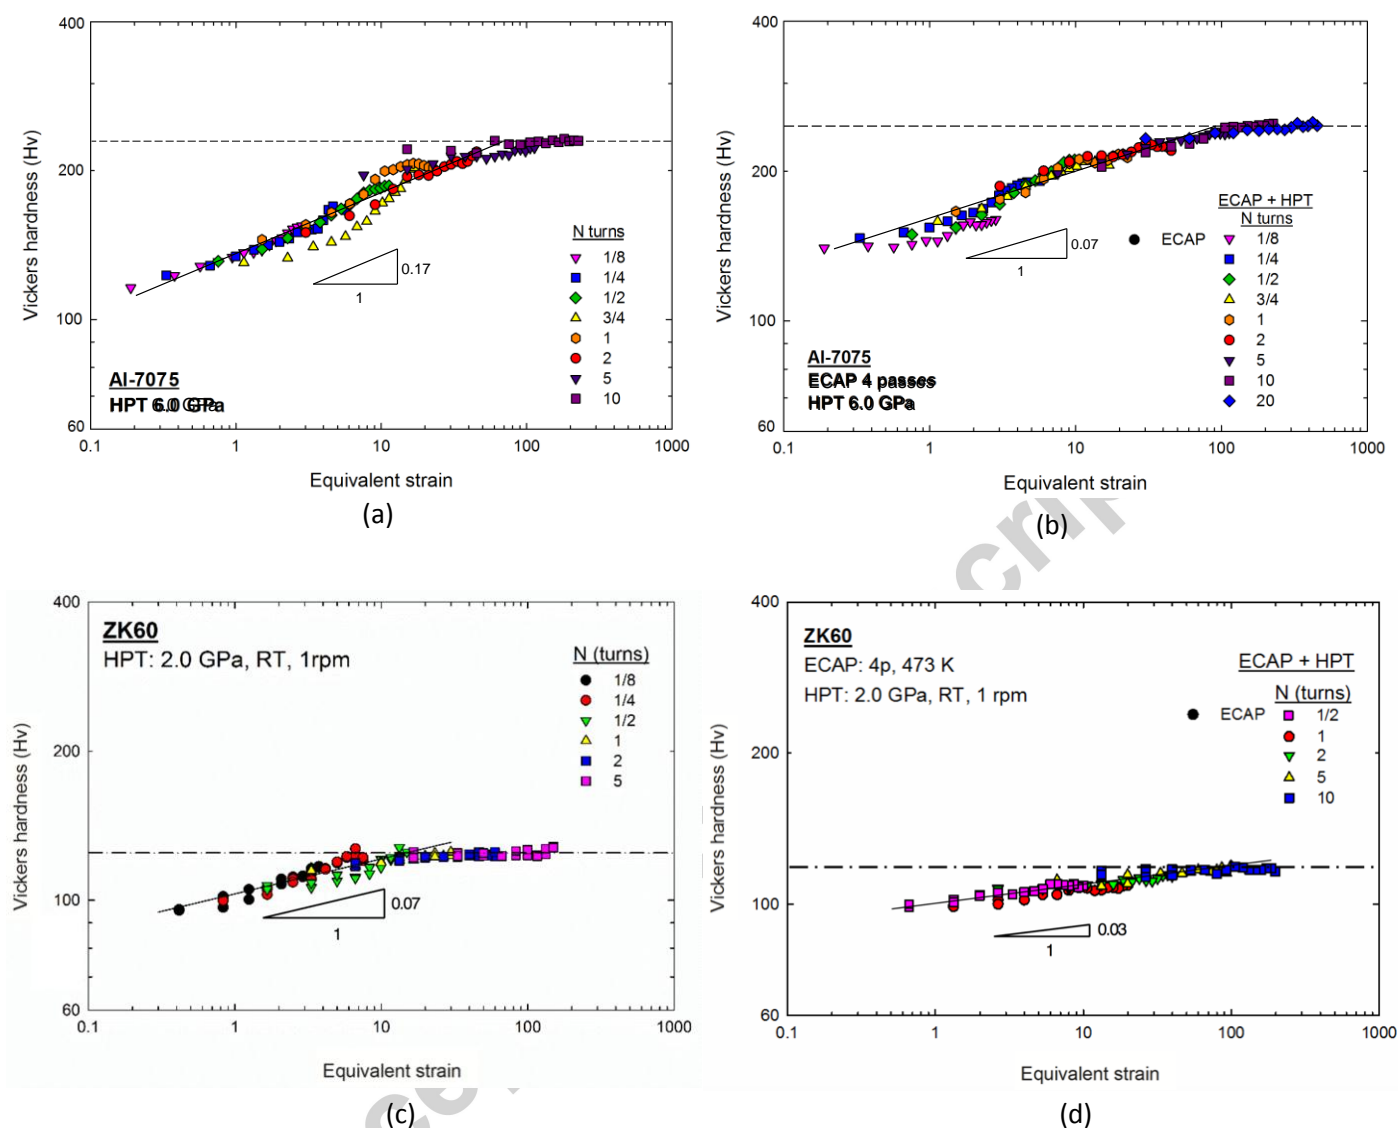 400
200
100
60
Vickers hardness (Hv)
0.17
1
N turns
1/8
1/4
1/2
3/4
1
2
5
10
Al-7075
HPT 6.0 GPa
0.1 1 10 100 1000
Equivalent strain
(a)
400
200
100
60
Vickers hardness (Hv)
0.07
1
ECAP
ECAP + HPT
N turns
1/8
1/4
1/2
3/4
1
2
5
10
20
Al-7075
ECAP 4 passes
HPT 6.0 GPa
0.1 1 10 100 1000
Equivalent strain
(b)
400
200
100
60
Vickers hardness (Hv)
ZK60
HPT: 2.0 GPa, RT, 1rpm
N (turns)
1/8
1/4
1/2
1
2
5
0.07
1
0.1 1 10 100 1000
Equivalent strain
(c)
400
200
100
60
Vickers hardness (Hv)
ZK60
ECAP: 4p, 473 K
HPT: 2.0 GPa, RT, 1 rpm
ECAP + HPT
N (turns)
ECAP
1/2
1
2
5
10
0.03
1
0.1 1 10 100 1000
Equivalent strain
(d)